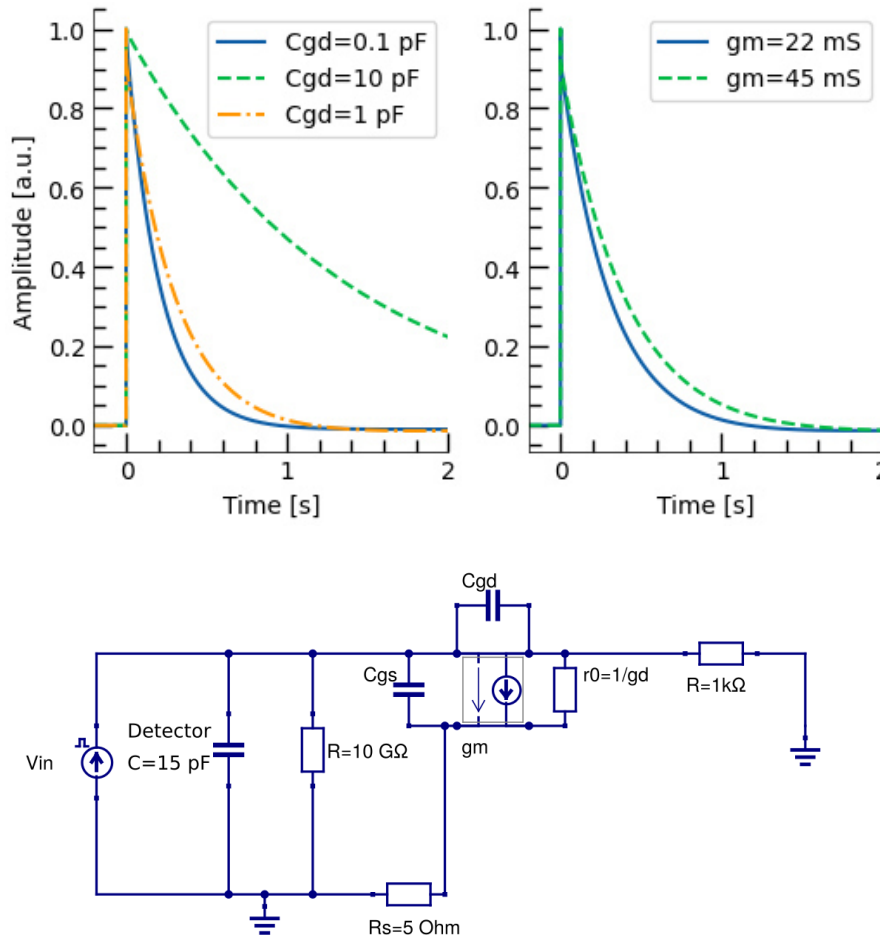 Cgd=0.1 pF
Cgd=10 pF
Cgd=1 pF
1.0
0.8
0.6
0.4
0.2
0.0
Amplitude [a.u.]
0
1
2
Time [s]
gm=22 mS
gm=45 mS
1.0
0.8
0.6
0.4
0.2
0.0
0
1
Time [s]
Cgd
Cgs
r0=1/gd
R=1kΩ
Detector
C=15 pF
Vin
R=10 GΩ
gm
Rs=5 Ohm